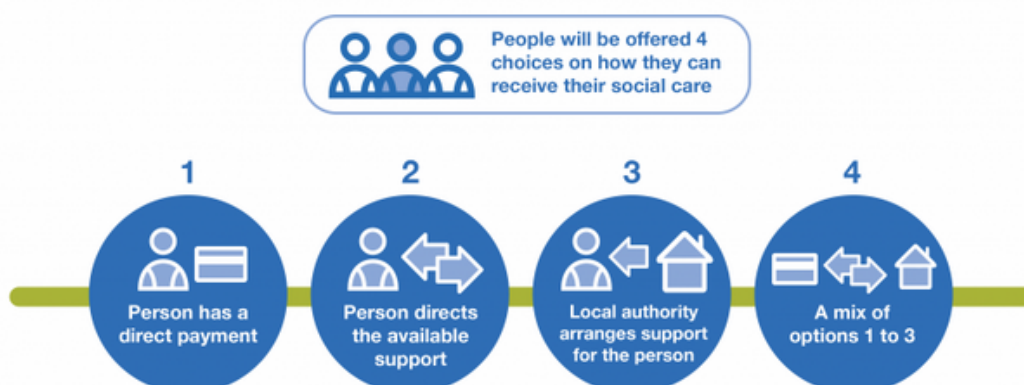 People will be offered 4
choices on how they can
receive their social care
1
Person has a
direct payment
2
Person directs
the available
support
3
Local authority
arranges support
for the person
4
A mix of
options 1 to 3